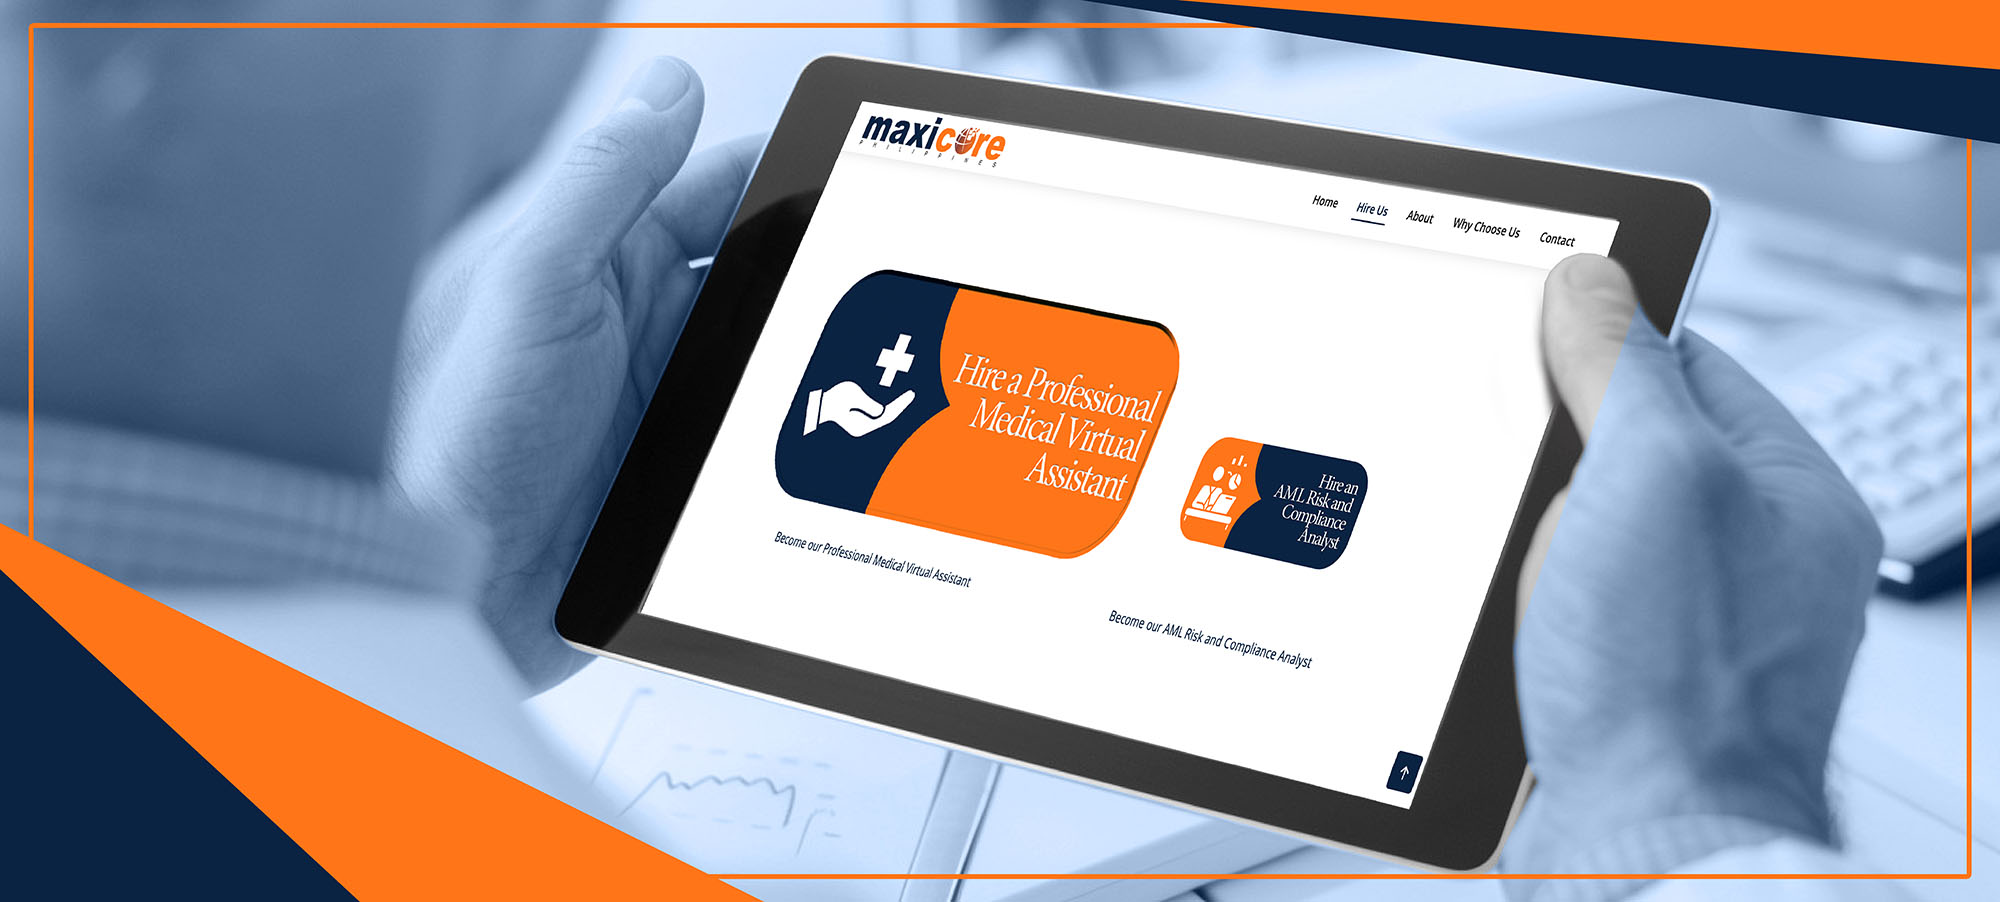 maxicore
PHILIPPINES
Home Hire Us About Why Choose Us Contact
Hire a Professional
Medical Virtual
Assistant
Become our Professional Medical Virtual Assistant
Hire an
AML Risk and
Compliance
Analyst
Become our AML Risk and Compliance Analyst